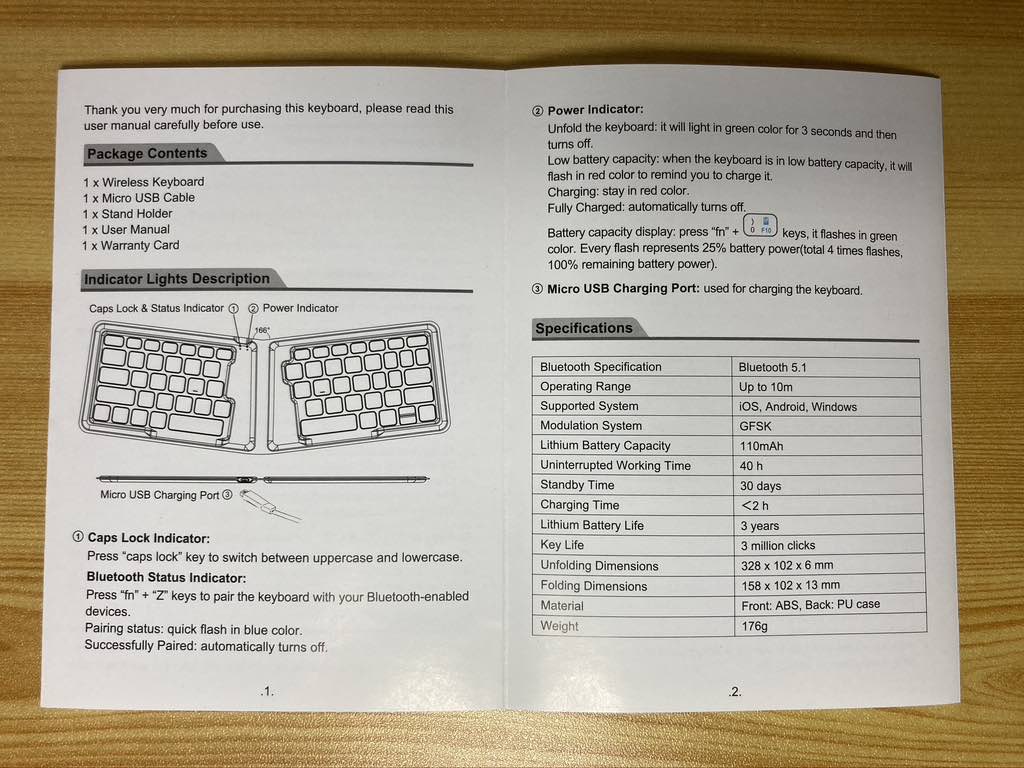 Thank you very much for purchasing this keyboard, please read this
user manual carefully before use.
Package Contents
1 x Wireless Keyboard
1 x Micro USB Cable
1 x Stand Holder
1 x User Manual
1 x Warranty Card
Indicator Lights Description
Caps Lock & Status Indicator ① ② Power Indicator
166°
Micro USB Charging Port ③
① Caps Lock Indicator:
Press “caps lock” key to switch between uppercase and lowercase.
Bluetooth Status Indicator:
Press “fn” + “Z” keys to pair the keyboard with your Bluetooth-enabled
devices.
Pairing status: quick flash in blue color.
Successfully Paired: automatically turns off.
.1.
② Power Indicator:
Unfold the keyboard: it will light in green color for 3 seconds and then
turns off.
Low battery capacity: when the keyboard is in low battery capacity, it will
flash in red color to remind you to charge it.
Charging: stay in red color.
Fully Charged: automatically turns off.
Battery capacity display: press “fn” + ) 0 F10 keys, it flashes in green
color. Every flash represents 25% battery power(total 4 times flashes,
100% remaining battery power).
③ Micro USB Charging Port: used for charging the keyboard.
Specifications
Bluetooth Specification Bluetooth 5.1
Operating Range Up to 10m
Supported System iOS, Android, Windows
Modulation System GFSK
Lithium Battery Capacity 110mAh
Uninterrupted Working Time 40 h
Standby Time 30 days
Charging Time <2 h
Lithium Battery Life 3 years
Key Life 3 million clicks
Unfolding Dimensions 328 x 102 x 6 mm
Folding Dimensions 158 x 102 x 13 mm
Material Front: ABS, Back: PU case
Weight 176g
.2.